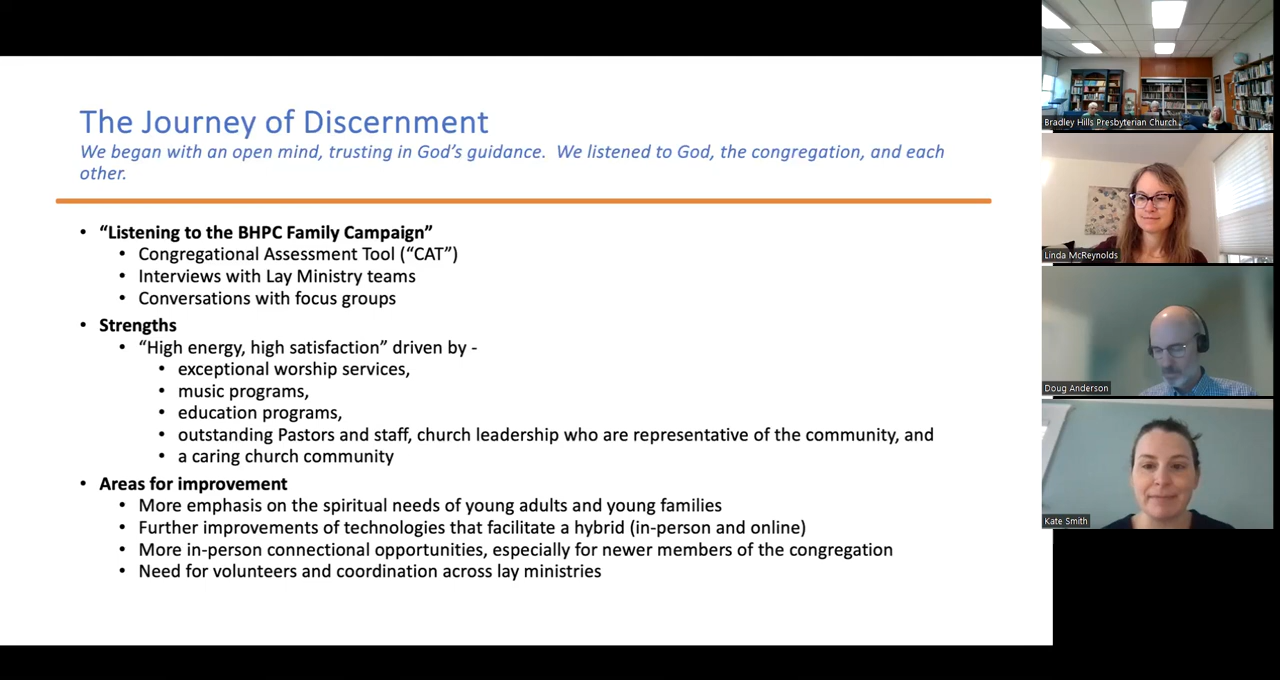 The Journey of Discernment
We began with an open mind, trusting in God’s guidance.  We listened to God, the congregation, and each
other.
• “Listening to the BHPC Family Campaign”
• Congregational Assessment Tool (“CAT”)
• Interviews with Lay Ministry teams
• Conversations with focus groups
• Strengths
• “High energy, high satisfaction” driven by -
• exceptional worship services,
• music programs,
• education programs,
• outstanding Pastors and staff, church leadership who are representative of the community, and
• a caring church community
• Areas for improvement
• More emphasis on the spiritual needs of young adults and young families
• Further improvements of technologies that facilitate a hybrid (in-person and online)
• More in-person connectional opportunities, especially for newer members of the congregation
• Need for volunteers and coordination across lay ministries
Bradley Hills Presbyterian Church
Linda McReynolds
Doug Anderson
Kate Smith